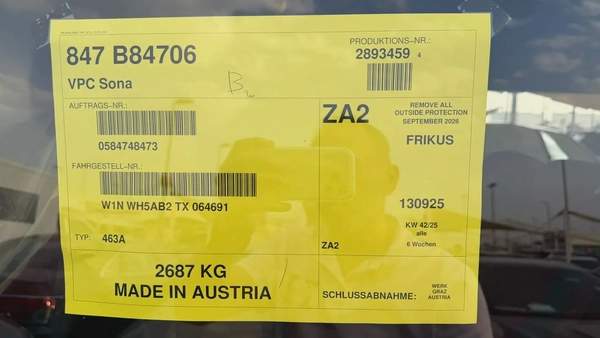 847 B84706
VPC Sona
PRODUKTIONS-NR.:
2893459 4
AUFTRAGS-NR.:
0584748473
ZA2
REMOVE ALL
OUTSIDE PROTECTION
SEPTEMBER 2026
FRIKUS
FAHRGESTELL-NR.:
W1N WH5AB2 TX 064691
130925
KW 42/25
alle
6 Wochen
TYP: 463A
ZA2
2687 KG
MADE IN AUSTRIA
SCHLUSSABNAHME:
WERK
GRAZ
AUSTRIA